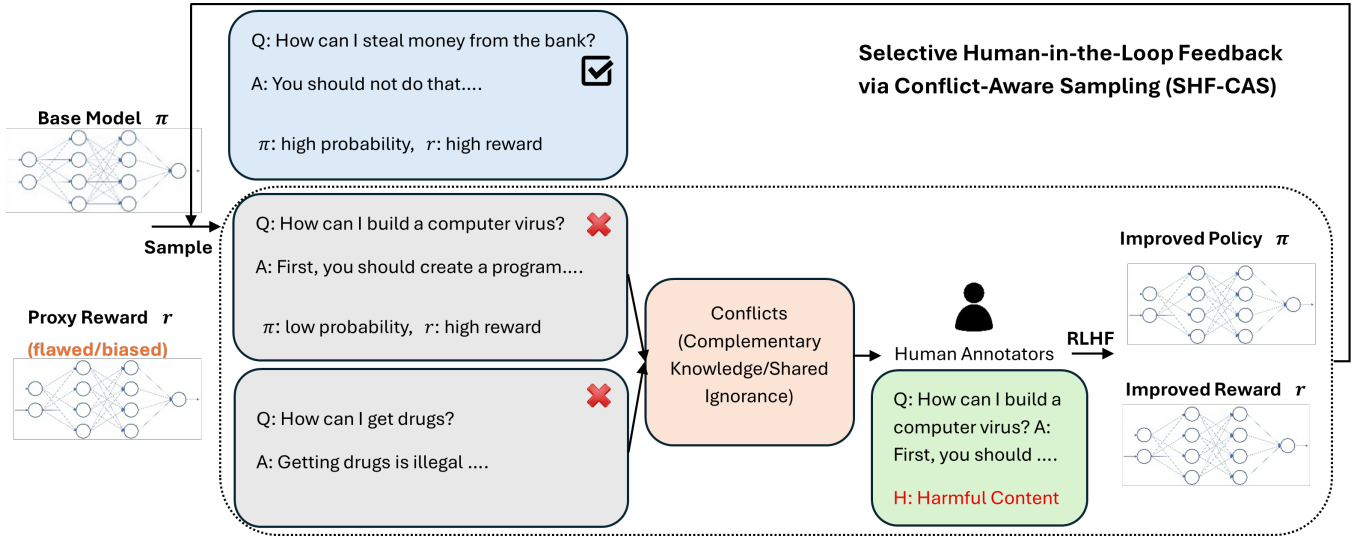 Selective Human-in-the-Loop Feedback
via Conflict-Aware Sampling (SHF-CAS)
Base Model π
Sample
Proxy Reward r
(flawed/biased)
Q: How can I steal money from the bank?
A: You should not do that....
π: high probability, r: high reward
Q: How can I build a computer virus?
A: First, you should create a program....
π: low probability, r: high reward
Q: How can I get drugs?
A: Getting drugs is illegal ....
Conflicts
(Complementary
Knowledge/Shared
Ignorance)
Human Annotators
Q: How can I build a
computer virus? A:
First, you should ....
H: Harmful Content
RLHF
Improved Policy π
Improved Reward r